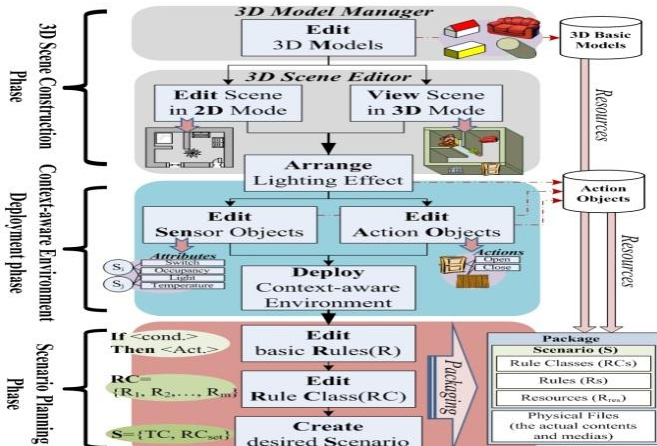 3D Model Manager
Edit
3D Models
3D Basic
Models
3D Scene Construction
Phase
3D Scene Editor
Edit Scene
in 2D Mode
View Scene
in 3D Mode
Resources
Arrange
Lighting Effect
Context-aware Environment
Deployment phase
Action
Objects
Edit
Sensor Objects
Edit
Action Objects
Attributes
Switch
Occupancy
Light
Temperature
Actions
Open
Close
Deploy
Context-aware
Environment
Resources
Scenario Planning
Phase
If <cond.>
Then <Act.>
Edit
basic Rules(R)
RC=
{R1, R2,…, Rm}
Edit
Rule Class(RC)
S={TC, RCset}
Create
desired Scenario
Packaging
Package
Scenario (S)
Rule Classes (RCs)
Rules (Rs)
Resources (Rres)
Physical Files
(the actual contents
and medias)